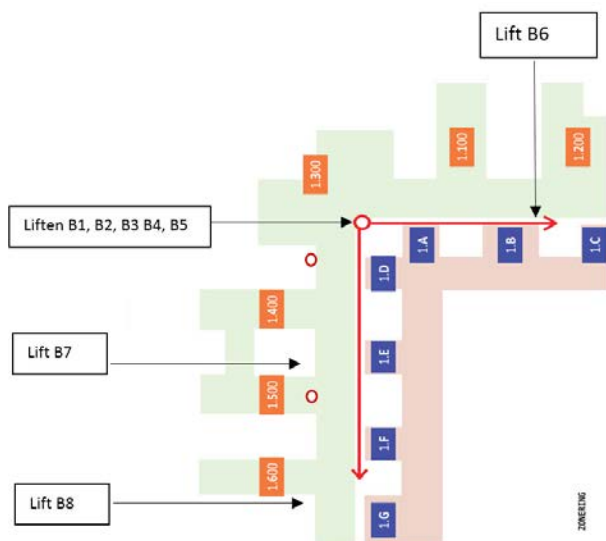 Lift B6
1.100
1.200
1.300
Liften B1, B2, B3 B4, B5
1.A
1.B
1.C
1.D
1.400
Lift B7
1.E
1.500
1.F
1.600
Lift B8
1.G
ZONERING